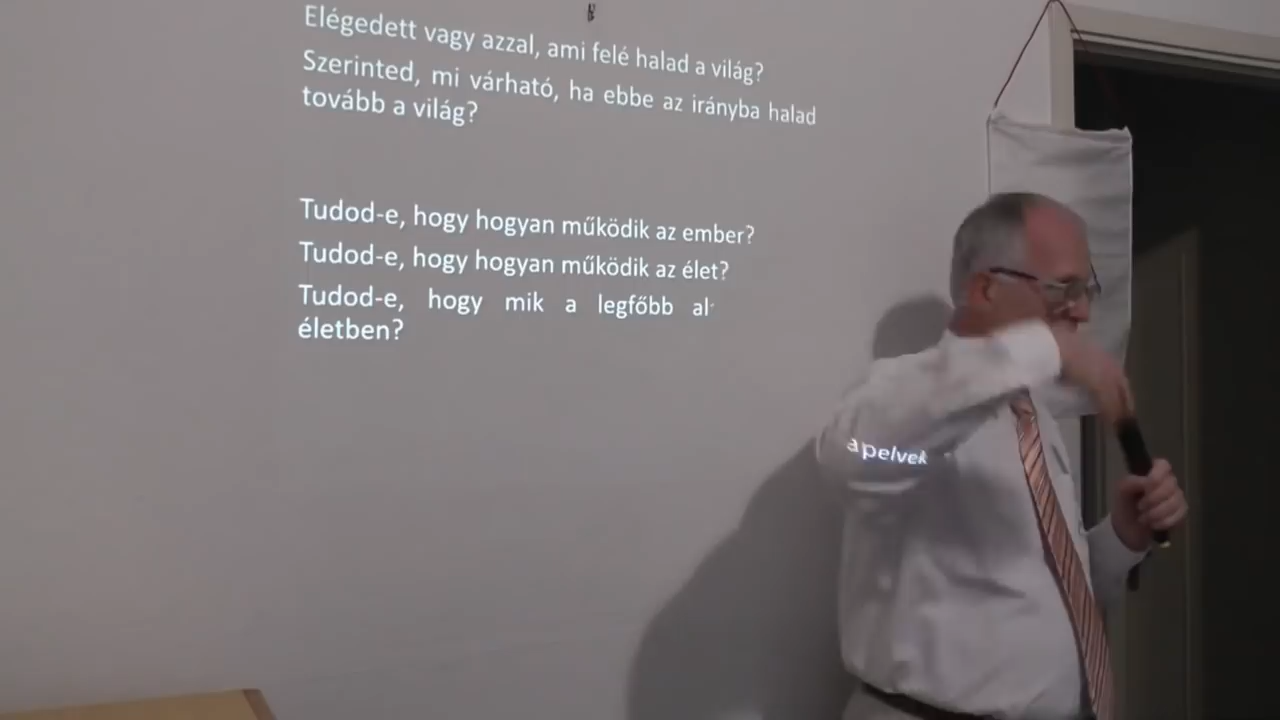 Elégedett vagy azzal, ami felé halad a világ?
Szerinted, mi várható, ha ebbe az irányba halad
tovább a világ?
Tudod-e, hogy hogyan működik az ember?
Tudod-e, hogy hogyan működik az élet?
Tudod-e, hogy mik a legfőbb al apelvek
életben?